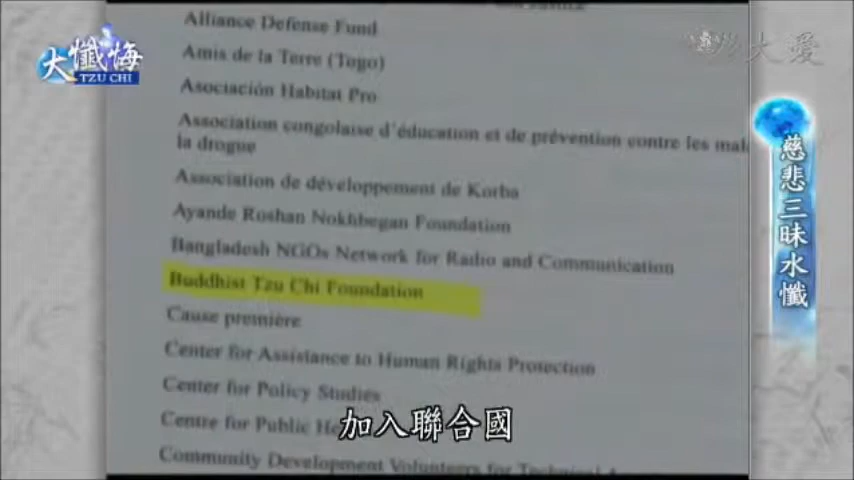 Alliance Defense Fund
Amis de la Terre (Togo)
Asociación Habitat Pro
Association congolaise d'éducation et de prévention contre les mal
la drogue
Association de développement de Korba
Ayande Roshan Nokhbegan Foundation
Bangladesh NGOs Network for Radio and Communication
Buddhist Tzu Chi Foundation
Cause première
Center for Assistance to Human Rights Protection
Center for Policy Studies
Centre for Public He
Community Development Volunteers for Technical
大懺悔
TZU CHI
大愛
慈悲三昧水懺
加入聯合國